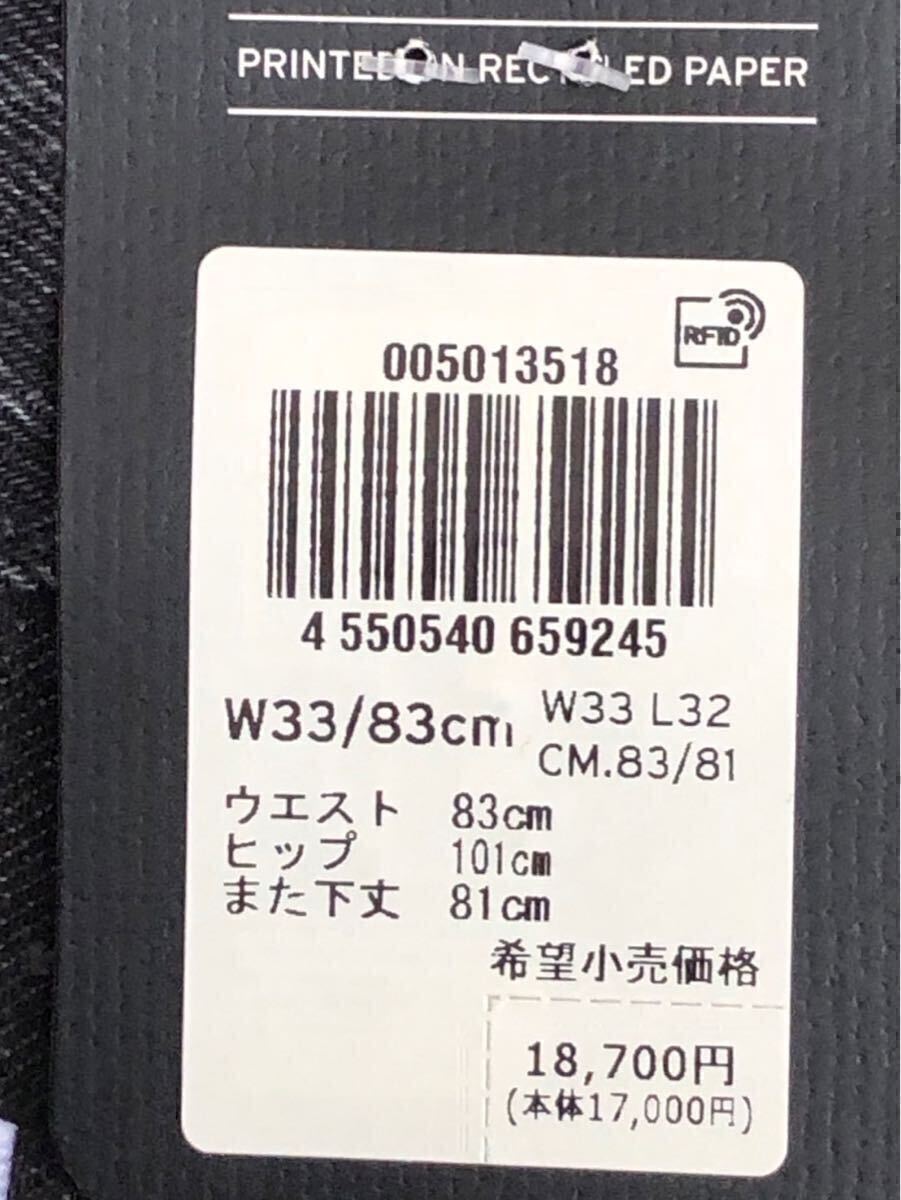 PRINTED ON RECYCLED PAPER
RFID
005013518
4 550540 659245
W33/83cm
W33 L32
CM.83/81
ウエスト 83cm
ヒップ 101cm
また下丈 81cm
希望小売価格
18,700円
(本体17,000円)